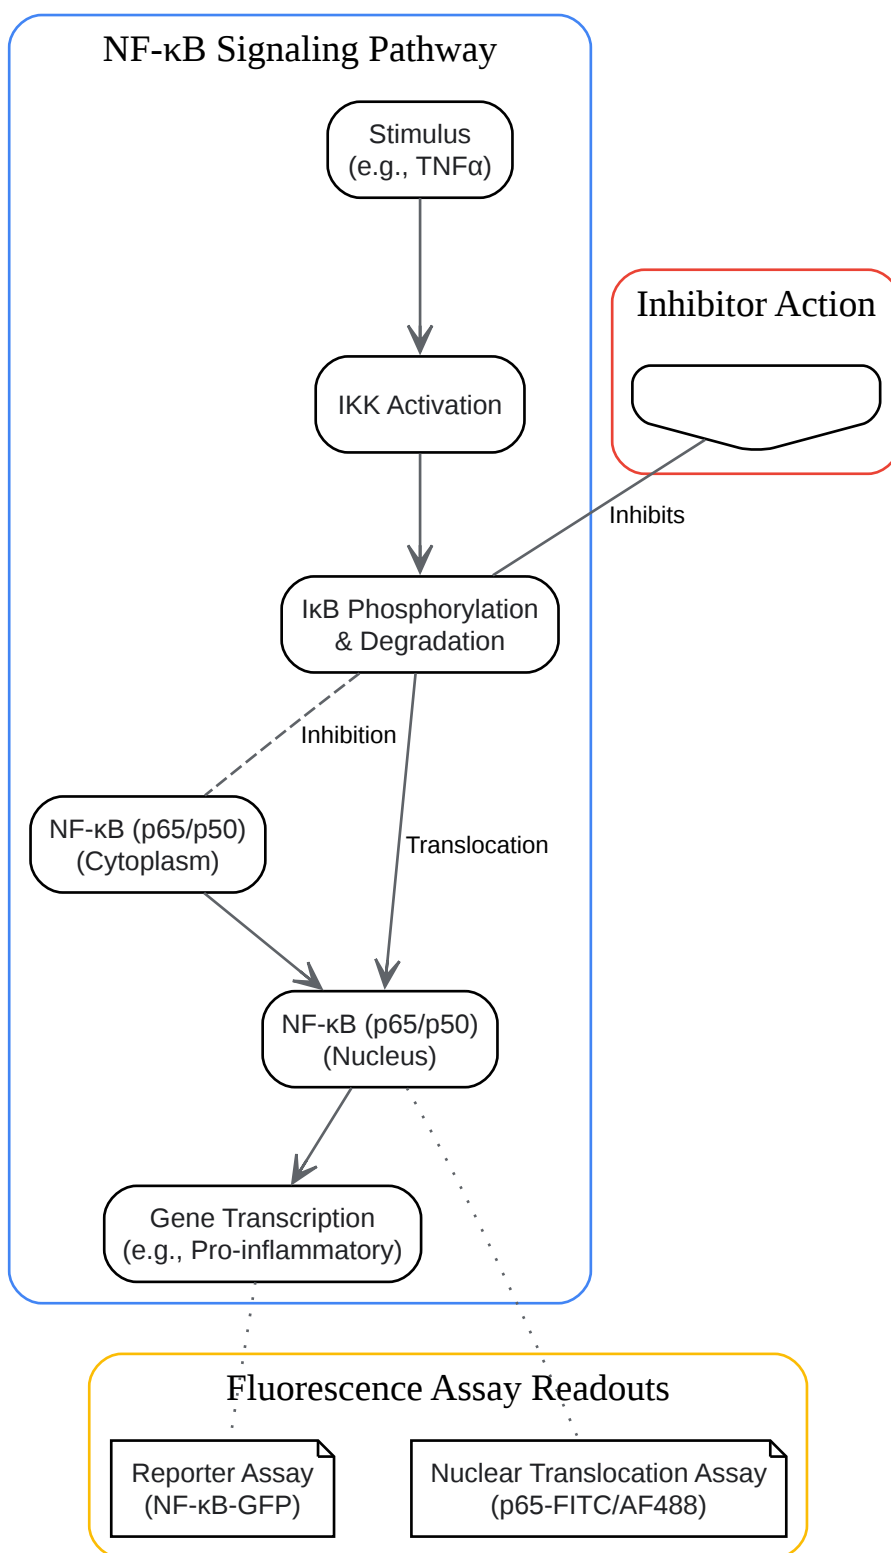 NF-κB Signaling Pathway
Stimulus
(e.g., TNFα)
Inhibitor Action
IKK Activation
Inhibits
IκB Phosphorylation
& Degradation
Inhibition
NF-κB (p65/p50)
(Cytoplasm)
Translocation
NF-κB (p65/p50)
(Nucleus)
Gene Transcription
(e.g., Pro-inflammatory)
Fluorescence Assay Readouts
Reporter Assay
(NF-κB-GFP)
Nuclear Translocation Assay
(p65-FITC/AF488)